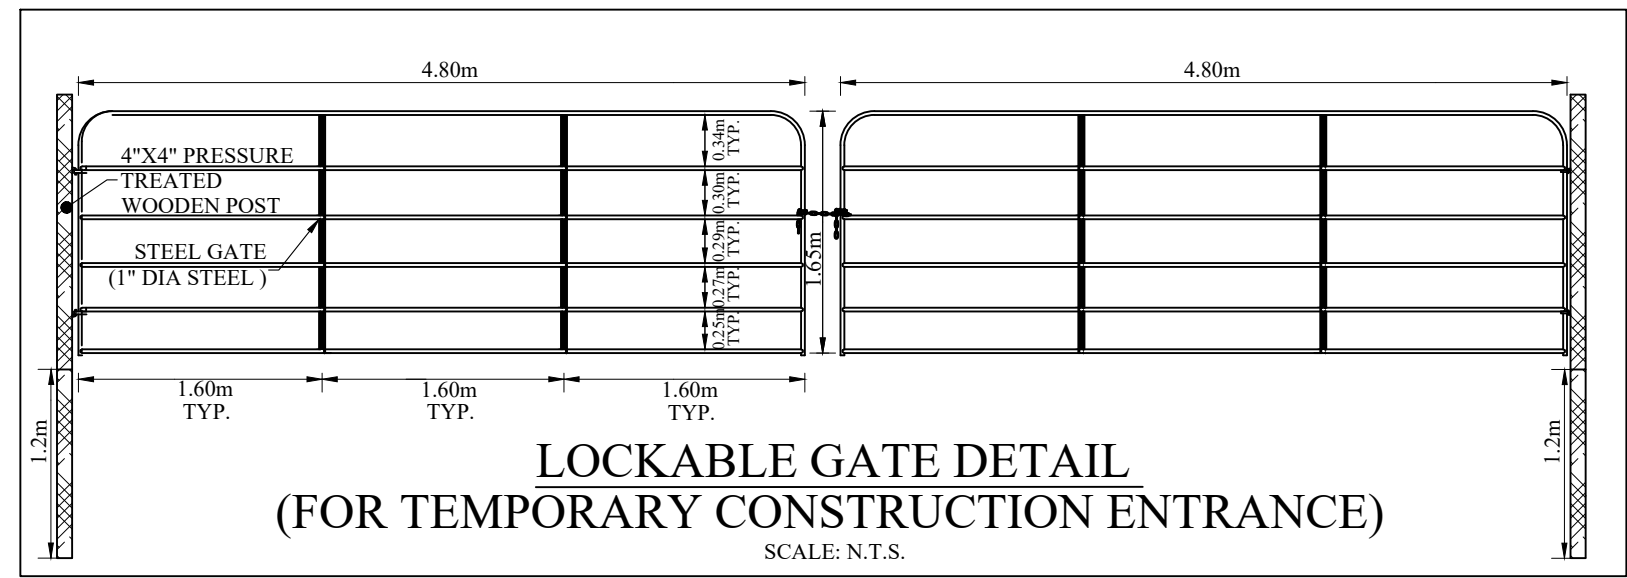 4.80m
4.80m
4"X4" PRESSURE
TREATED
WOODEN POST
STEEL GATE
(1" DIA STEEL )
0.34m
TYP.
0.30m
TYP.
0.29m
TYP.
0.27m
TYP.
0.25m
TYP.
1.65m
1.60m
TYP.
1.60m
TYP.
1.60m
TYP.
1.2m
1.2m
LOCKABLE GATE DETAIL
(FOR TEMPORARY CONSTRUCTION ENTRANCE)
SCALE: N.T.S.